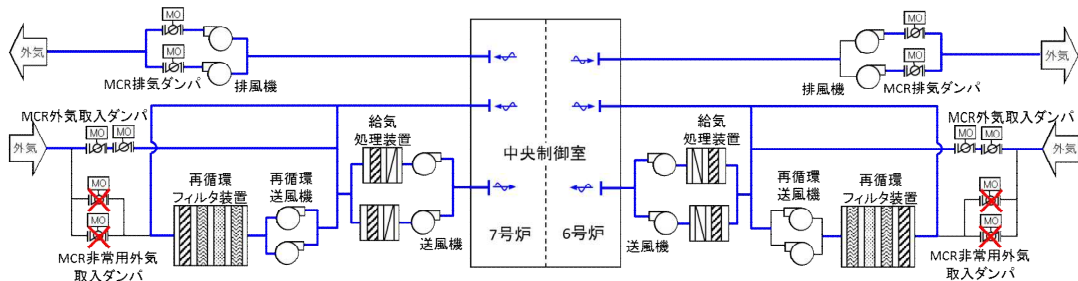 外気
MO
MO
MCR排気ダンパ
排風機
MCR外気取入ダンパ
外気
MO
MO
MO
MO
MCR非常用外気
取入ダンパ
再循環
フィルタ装置
再循環
送風機
給気
処理装置
送風機
中央制御室
7号炉
6号炉
MO
MO
外気
排風機
MCR排気ダンパ
給気
処理装置
送風機
再循環
送風機
再循環
フィルタ装置
MCR外気取入ダンパ
MO
MO
外気
MO
MO
MCR非常用外気
取入ダンパ